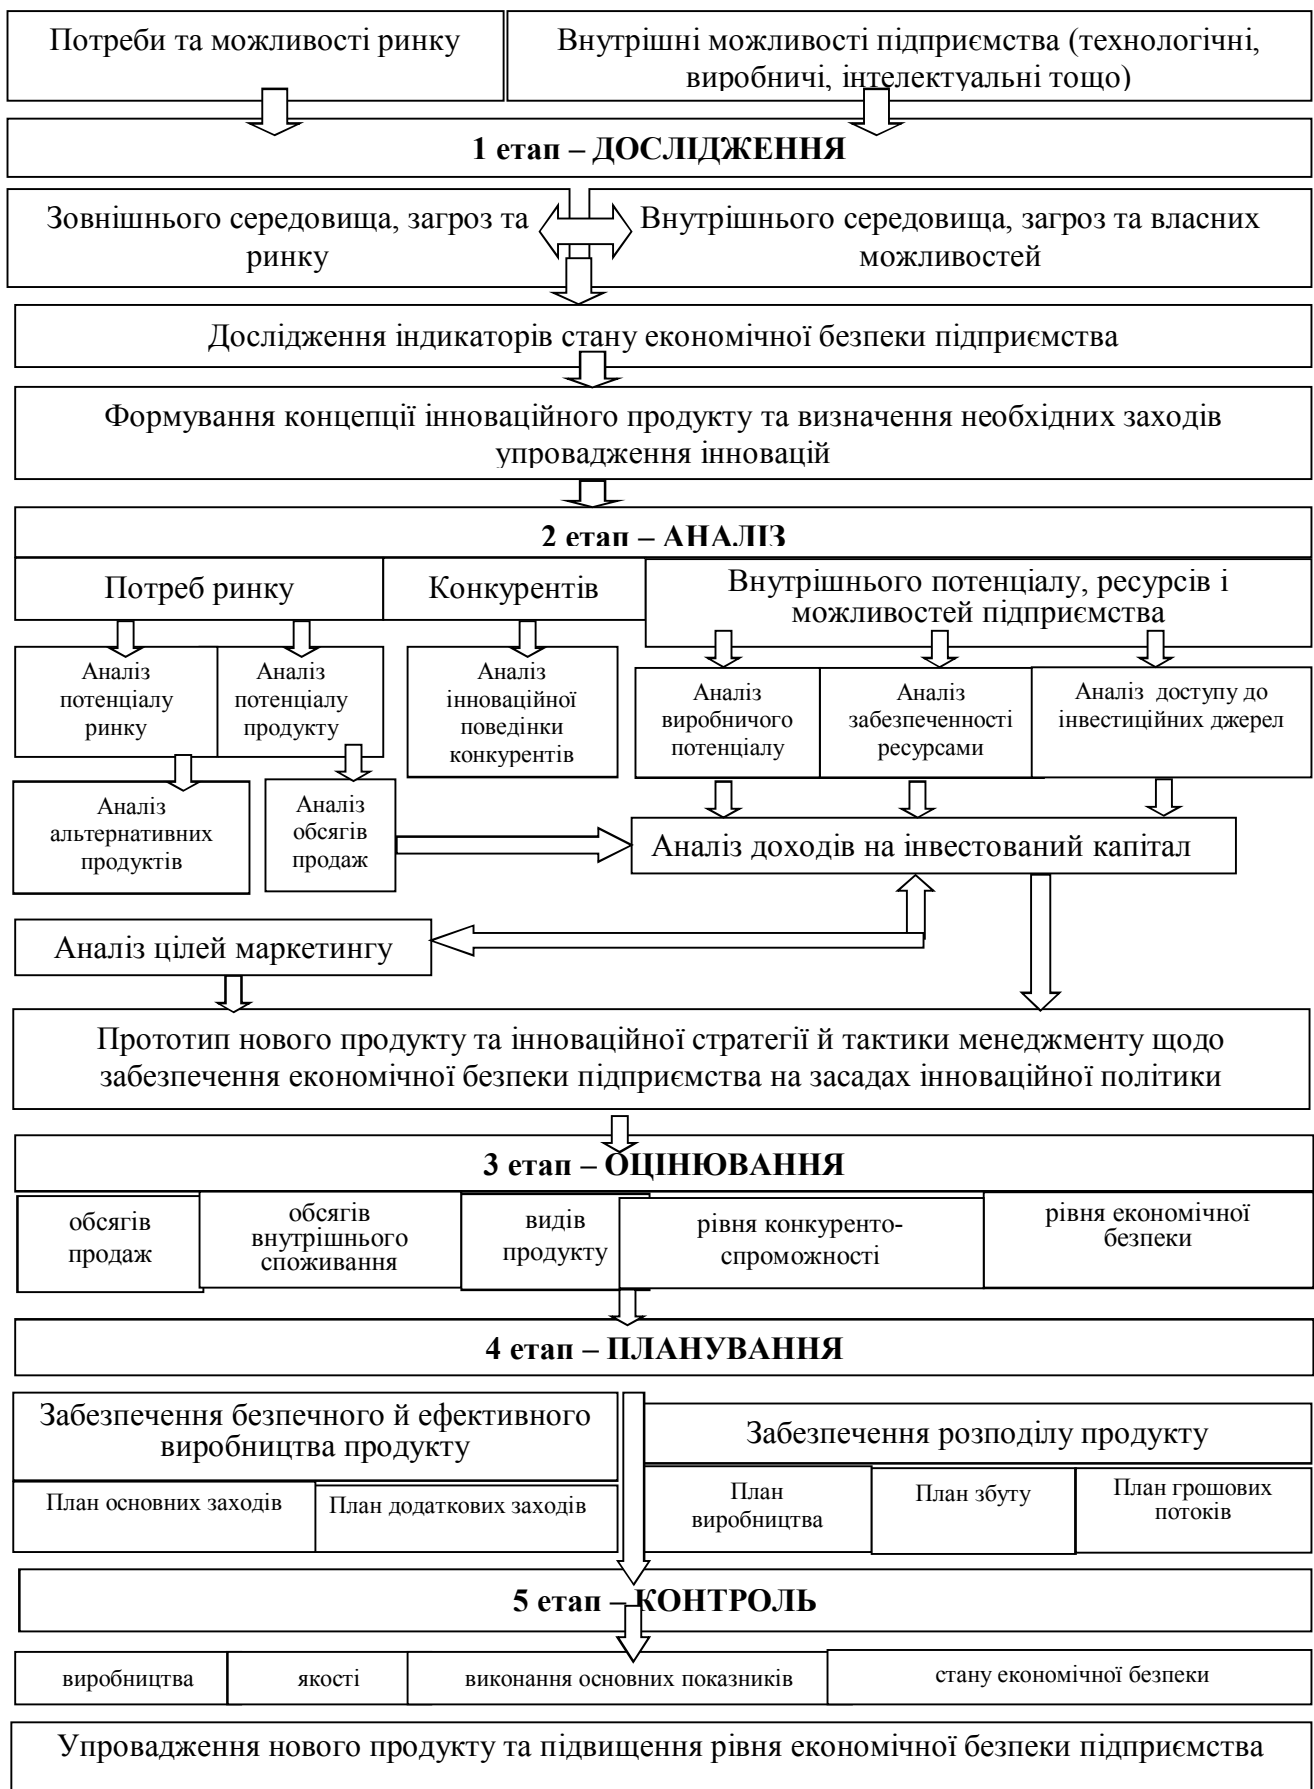 Потреби та можливості ринку
Внутрішні можливості підприємства (технологічні,
виробничі, інтелектуальні тощо)
1 етап – ДОСЛІДЖЕННЯ
Зовнішнього середовища, загроз та
ринку
Внутрішнього середовища, загроз та власних
можливостей
Дослідження індикаторів стану економічної безпеки підприємства
Формування концепції інноваційного продукту та визначення необхідних заходів
упровадження інновацій
2 етап – АНАЛІЗ
Потреб ринку
Конкурентів
Внутрішнього потенціалу, ресурсів і
можливостей підприємства
Аналіз
потенціалу
ринку
Аналіз
потенціалу
продукту
Аналіз
інноваційної
поведінки
конкурентів
Аналіз
виробничого
потенціалу
Аналіз
забезпеченності
ресурсами
Аналіз доступу до
інвестиційних джерел
Аналіз
альтернативних
продуктів
Аналіз
обсягів
продаж
Аналіз доходів на інвестований капітал
Аналіз цілей маркетингу
Прототип нового продукту та інноваційної стратегії й тактики менеджменту щодо
забезпечення економічної безпеки підприємства на засадах інноваційної політики
3 етап – ОЦІНЮВАННЯ
обсягів
продаж
обсягів
внутрішнього
споживання
видів
продукту
рівня конкуренто-
спроможності
рівня економічної
безпеки
4 етап – ПЛАНУВАННЯ
Забезпечення безпечного й ефективного
виробництва продукту
Забезпечення розподілу продукту
План основних заходів
План додаткових заходів
План
виробництва
План збуту
План грошових
потоків
5 етап – КОНТРОЛЬ
виробництва
якості
виконання основних показників
стану економічної безпеки
Упровадження нового продукту та підвищення рівня економічної безпеки підприємства